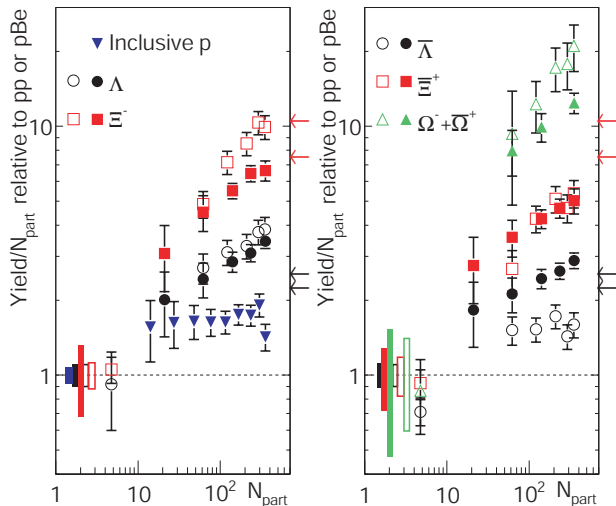 Yield/N_part relative to pp or pBe
10
1
1
10
10²
N_part
Inclusive p
Λ
Ξ⁻
Yield/N_part relative to pp or pBe
10
1
1
10
10²
N_part
Λ̅
Ξ̅⁺
Ω⁻+Ω̅⁺